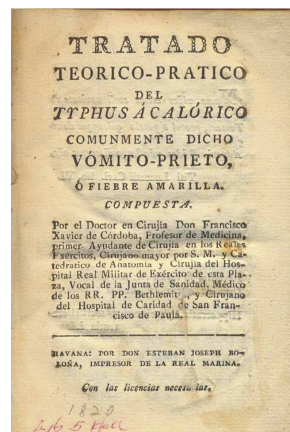 TRATADO
TEORICO-PRATICO
DEL
TYPHUS Á CALÓRICO
COMUNMENTE DICHO
VÓMITO-PRIETO,
Ó FIEBRE AMARILLA.
COMPUESTA.
Por el Doctor en Cirujía Don Francisco
Xavier de Córdoba, Profesor de Medicina,
primer Ayudante de Cirujia en los Reales
Exércitos, Cirujano mayor por S. M. y Ca-
tedratico de Anatomia y Cirujia del Hos-
pital Real Militar de Exército de esta Pla-
za, Vocal de la Junta de Sanidad, Médico
de los RR. PP. Bethlemit , y Cirujano
del Hospital de Caridad de San Fran-
cisco de Paula.
HAVANA: POR DON ESTEBAN JOSEPH BO-
LOÑA, IMPRESOR DE LA REAL MARINA.
Con las licencias
1820